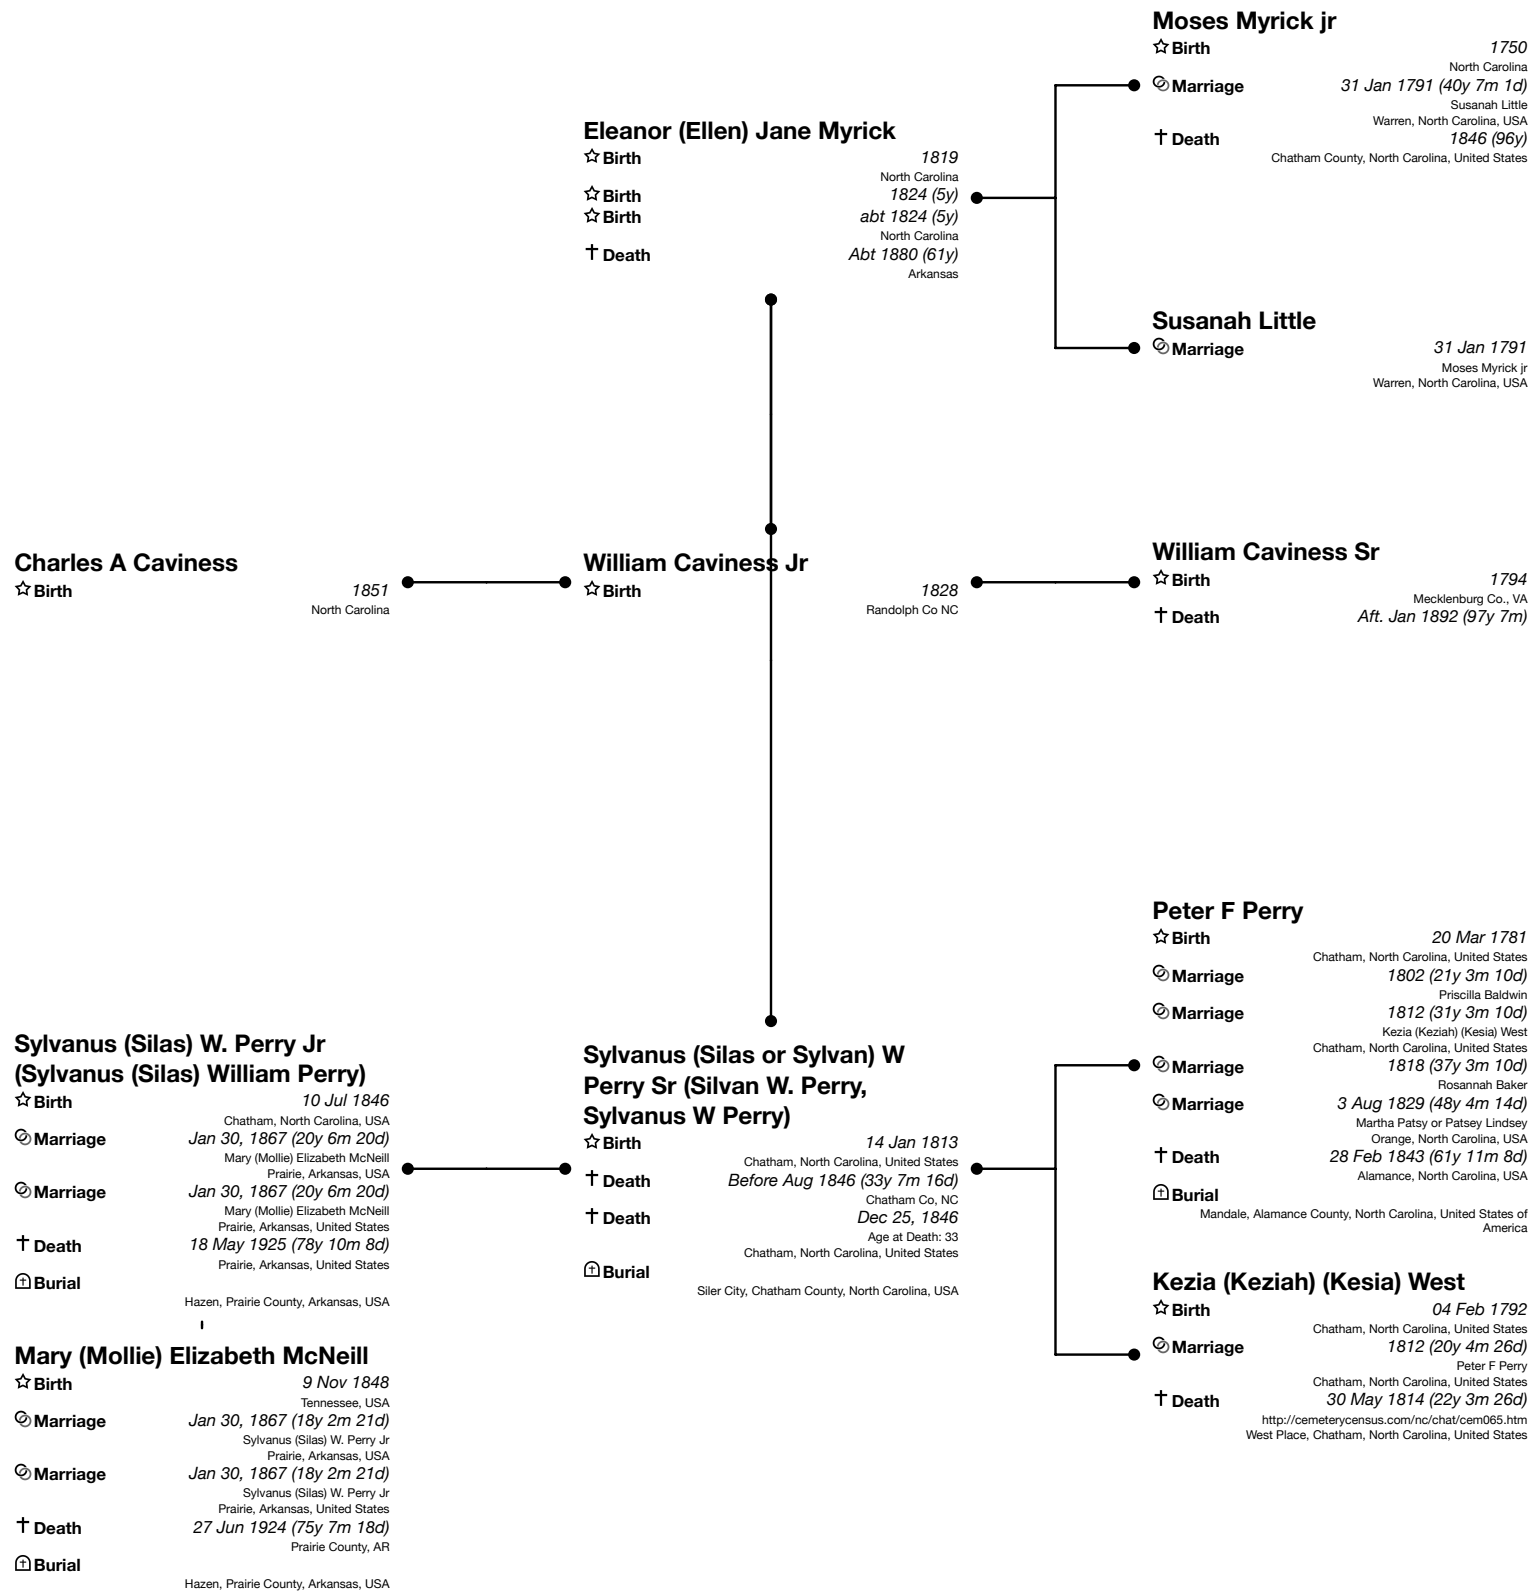 Moses Myrick jr
Birth 1750
North Carolina
Marriage 31 Jan 1791 (40y 7m 1d)
Susanah Little
Warren, North Carolina, USA
Death 1846 (96y)
Chatham County, North Carolina, United States
Eleanor (Ellen) Jane Myrick
Birth 1819
North Carolina
Birth 1824 (5y)
Birth abt 1824 (5y)
North Carolina
Death Abt 1880 (61y)
Arkansas
Susanah Little
Marriage 31 Jan 1791
Moses Myrick jr
Warren, North Carolina, USA
Charles A Caviness
Birth 1851
North Carolina
William Caviness Jr
Birth 1828
Randolph Co NC
William Caviness Sr
Birth 1794
Mecklenburg Co., VA
Death Aft. Jan 1892 (97y 7m)
Peter F Perry
Birth 20 Mar 1781
Chatham, North Carolina, United States
Marriage 1802 (21y 3m 10d)
Priscilla Baldwin
Marriage 1812 (31y 3m 10d)
Kezia (Keziah) (Kesia) West
Chatham, North Carolina, United States
Marriage 1818 (37y 3m 10d)
Rosannah Baker
Marriage 3 Aug 1829 (48y 4m 14d)
Martha Patsy or Patsey Lindsey
Orange, North Carolina, USA
Death 28 Feb 1843 (61y 11m 8d)
Alamance, North Carolina, USA
Burial
Mandale, Alamance County, North Carolina, United States of
America
Sylvanus (Silas) W. Perry Jr
(Sylvanus (Silas) William Perry)
Birth 10 Jul 1846
Chatham, North Carolina, USA
Marriage Jan 30, 1867 (20y 6m 20d)
Mary (Mollie) Elizabeth McNeill
Prairie, Arkansas, USA
Marriage Jan 30, 1867 (20y 6m 20d)
Mary (Mollie) Elizabeth McNeill
Prairie, Arkansas, United States
Death 18 May 1925 (78y 10m 8d)
Prairie, Arkansas, United States
Burial
Hazen, Prairie County, Arkansas, USA
Sylvanus (Silas or Sylvan) W
Perry Sr (Silvan W. Perry,
Sylvanus W Perry)
Birth 14 Jan 1813
Chatham, North Carolina, United States
Death Before Aug 1846 (33y 7m 16d)
Chatham Co, NC
Death Dec 25, 1846
Age at Death: 33
Chatham, North Carolina, United States
Burial
Siler City, Chatham County, North Carolina, USA
Kezia (Keziah) (Kesia) West
Birth 04 Feb 1792
Chatham, North Carolina, United States
Marriage 1812 (20y 4m 26d)
Peter F Perry
Chatham, North Carolina, United States
Death 30 May 1814 (22y 3m 26d)
http://cemeterycensus.com/nc/chat/cem065.htm
West Place, Chatham, North Carolina, United States
Mary (Mollie) Elizabeth McNeill
Birth 9 Nov 1848
Tennessee, USA
Marriage Jan 30, 1867 (18y 2m 21d)
Sylvanus (Silas) W. Perry Jr
Prairie, Arkansas, USA
Marriage Jan 30, 1867 (18y 2m 21d)
Sylvanus (Silas) W. Perry Jr
Prairie, Arkansas, United States
Death 27 Jun 1924 (75y 7m 18d)
Prairie County, AR
Burial
Hazen, Prairie County, Arkansas, USA